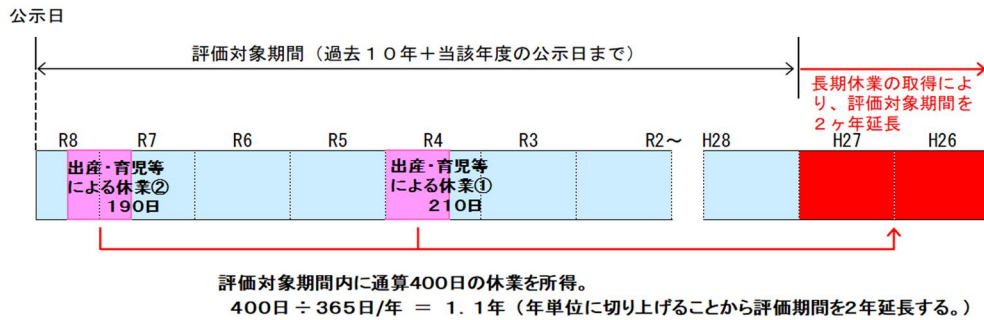 公示日
評価対象期間（過去１０年＋当該年度の公示日まで）
長期休業の取得によ
り、評価対象期間を
２ヶ年延長
R8 R7 R6 R5 R4 R3 R2～ H28 H27 H26
出産・育児等
による休業②
190日
出産・育児等
による休業①
210日
評価対象期間内に通算400日の休業を所得。
400日÷365日/年 ＝ 1．1年（年単位に切り上げることから評価期間を2年延長する。）